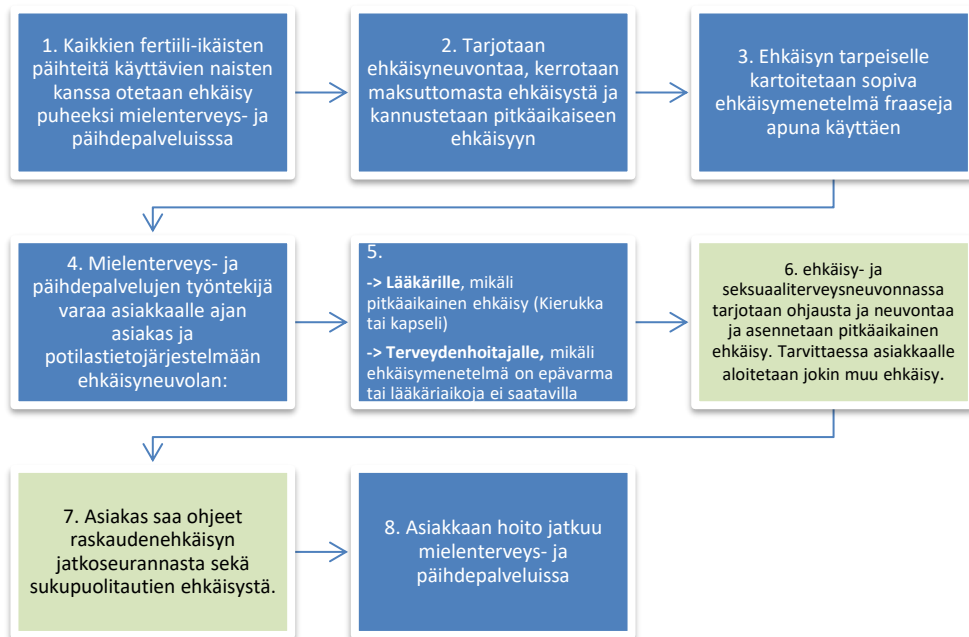 1. Kaikkien fertiili-ikäisten
päihteitä käyttävien naisten
kanssa otetaan ehkäisy
puheeksi mielenterveys- ja
päihdepalveluisssa
2. Tarjotaan
ehkäisyneuvontaa, kerrotaan
maksuttomasta ehkäisystä ja
kannustetaan pitkäaikaiseen
ehkäisyyn
3. Ehkäisyn tarpeiselle
kartoitetaan sopiva
ehkäisymenetelmä fraaseja
apuna käyttäen
4. Mielenterveys- ja
päihdepalvelujen työntekijä
varaa asiakkaalle ajan
asiakas ja
potilastietojärjestelmään
ehkäisyneuvolan:
5.
-> Lääkärille, mikäli
pitkäaikainen ehkäisy (Kierukka
tai kapseli)
-> Terveydenhoitajalle, mikäli
ehkäisymenetelmä on epävarma
tai lääkäriaikoja ei saatavilla
6. ehkäisy- ja
seksuaaliterveysneuvonnassa
tarjotaan ohjausta ja neuvontaa
ja asennetaan pitkäaikainen
ehkäisy. Tarvittaessa asiakkaalle
aloitetaan jokin muu ehkäisy.
7. Asiakas saa ohjeet
raskaudenehkäisyn
jatkoseurannasta sekä
sukupuolitautien ehkäisystä.
8. Asiakkaan hoito jatkuu
mielenterveys- ja
päihdepalveluissa